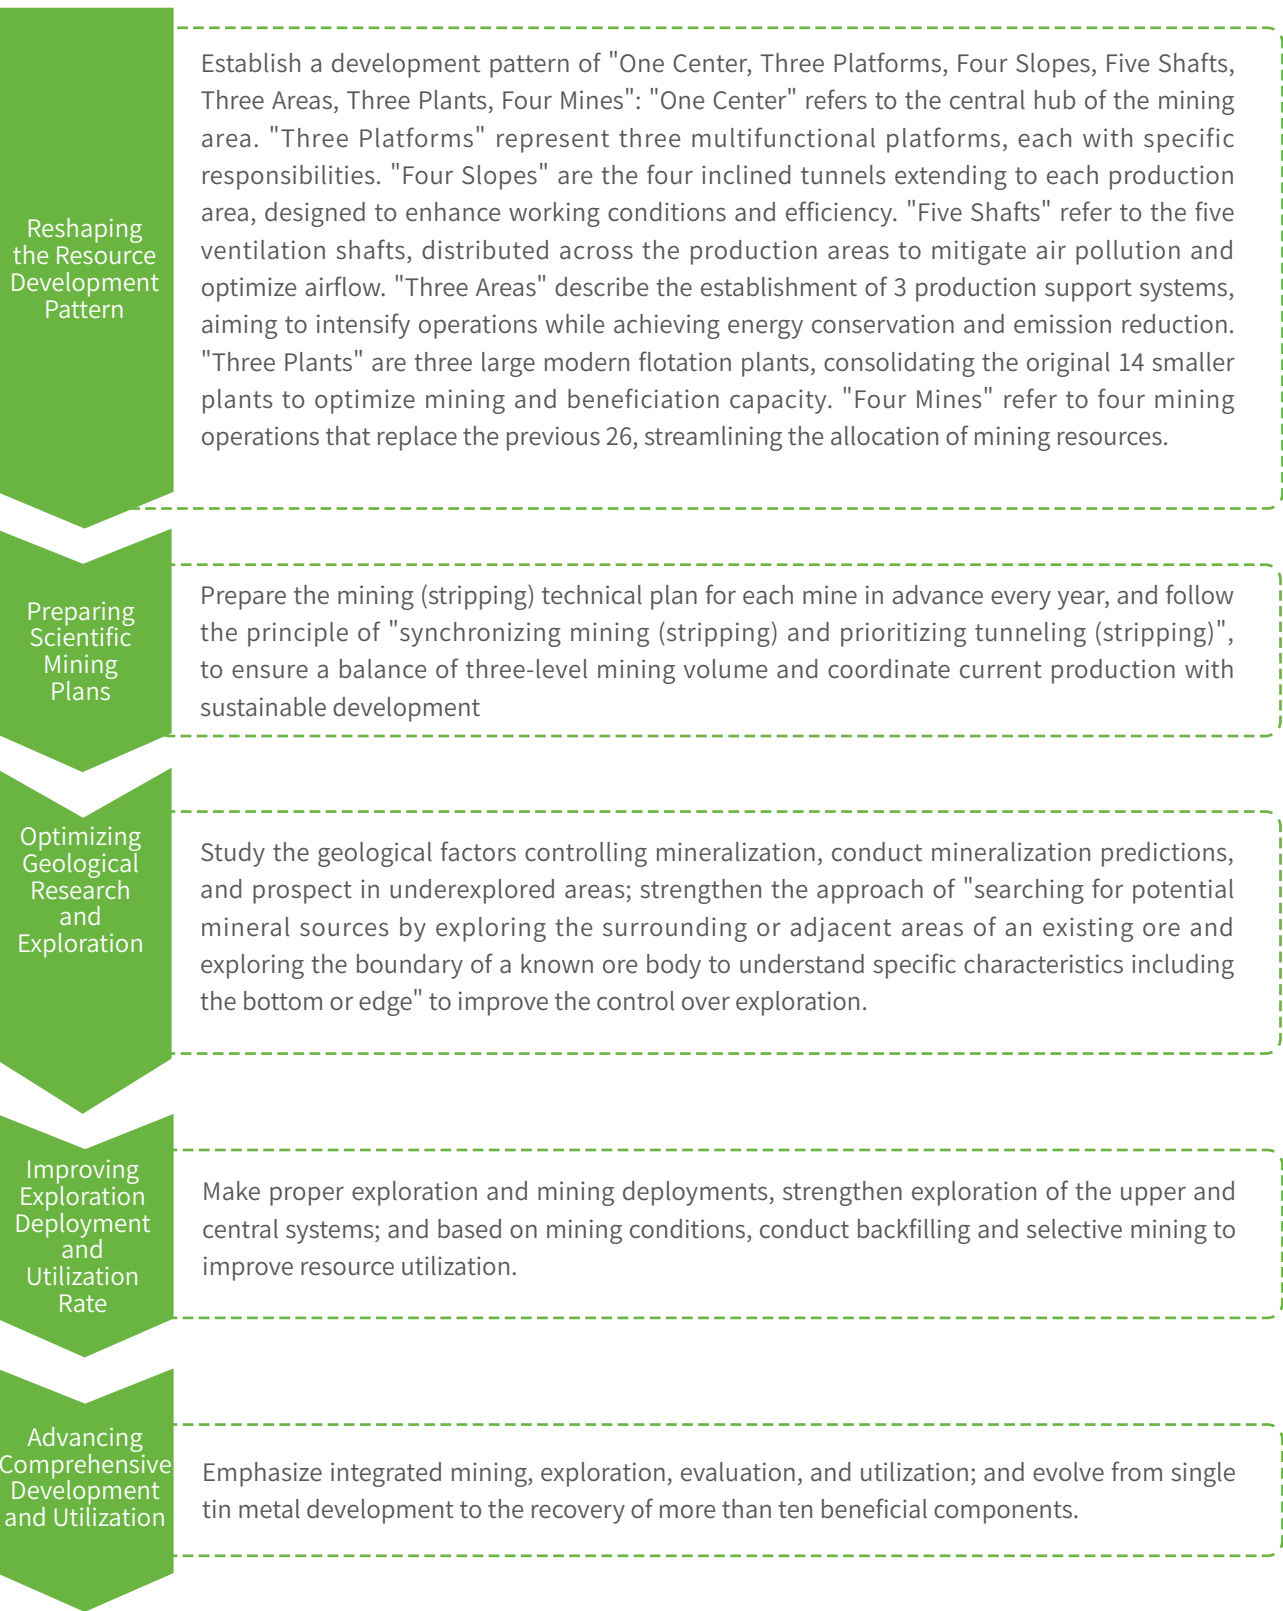 Reshaping
the Resource
Development
Pattern
Establish a development pattern of "One Center, Three Platforms, Four Slopes, Five Shafts,
Three Areas, Three Plants, Four Mines": "One Center" refers to the central hub of the mining
area. "Three Platforms" represent three multifunctional platforms, each with specific
responsibilities. "Four Slopes" are the four inclined tunnels extending to each production
area, designed to enhance working conditions and efficiency. "Five Shafts" refer to the five
ventilation shafts, distributed across the production areas to mitigate air pollution and
optimize airflow. "Three Areas" describe the establishment of 3 production support systems,
aiming to intensify operations while achieving energy conservation and emission reduction.
"Three Plants" are three large modern flotation plants, consolidating the original 14 smaller
plants to optimize mining and beneficiation capacity. "Four Mines" refer to four mining
operations that replace the previous 26, streamlining the allocation of mining resources.
Preparing
Scientific
Mining
Plans
Prepare the mining (stripping) technical plan for each mine in advance every year, and follow
the principle of "synchronizing mining (stripping) and prioritizing tunneling (stripping)",
to ensure a balance of three-level mining volume and coordinate current production with
sustainable development
Optimizing
Geological
Research
and
Exploration
Study the geological factors controlling mineralization, conduct mineralization predictions,
and prospect in underexplored areas; strengthen the approach of "searching for potential
mineral sources by exploring the surrounding or adjacent areas of an existing ore and
exploring the boundary of a known ore body to understand specific characteristics including
the bottom or edge" to improve the control over exploration.
Improving
Exploration
Deployment
and
Utilization
Rate
Make proper exploration and mining deployments, strengthen exploration of the upper and
central systems; and based on mining conditions, conduct backfilling and selective mining to
improve resource utilization.
Advancing
Comprehensive
Development
and Utilization
Emphasize integrated mining, exploration, evaluation, and utilization; and evolve from single
tin metal development to the recovery of more than ten beneficial components.